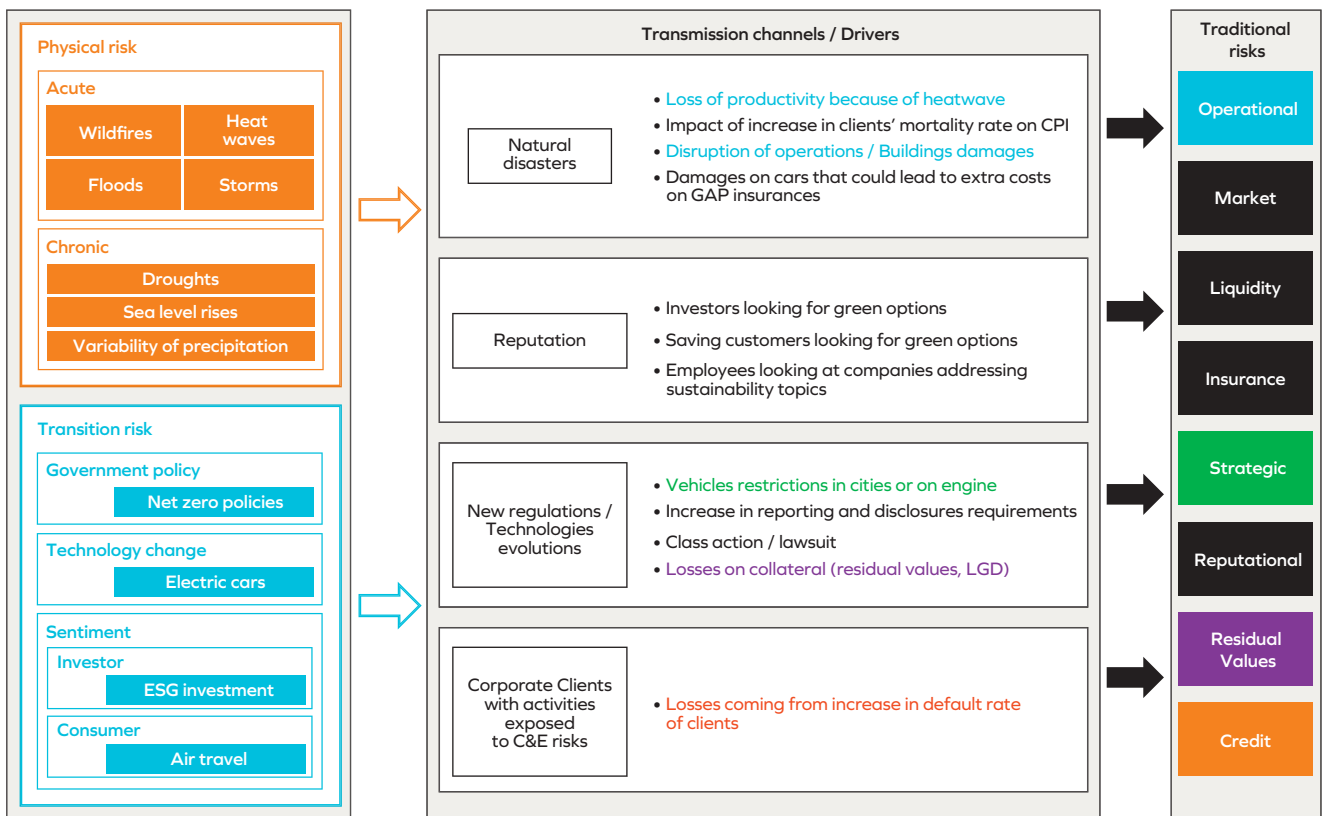 Physical risk
Acute
Wildfires
Heat
waves
Floods
Storms
Chronic
Droughts
Sea level rises
Variability of precipitation
Transition risk
Government policy
Net zero policies
Technology change
Electric cars
Sentiment
Investor
ESG investment
Consumer
Air travel
Transmission channels / Drivers
Natural
disasters
• Loss of productivity because of heatwave
• Impact of increase in clients’ mortality rate on CPI
• Disruption of operations / Buildings damages
• Damages on cars that could lead to extra costs
on GAP insurances
Reputation
• Investors looking for green options
• Saving customers looking for green options
• Employees looking at companies addressing
sustainability topics
New regulations /
Technologies
evolutions
• Vehicles restrictions in cities or on engine
• Increase in reporting and disclosures requirements
• Class action / lawsuit
• Losses on collateral (residual values, LGD)
Corporate Clients
with activities
exposed
to C&E risks
• Losses coming from increase in default rate
of clients
Traditional
risks
Operational
Market
Liquidity
Insurance
Strategic
Reputational
Residual
Values
Credit